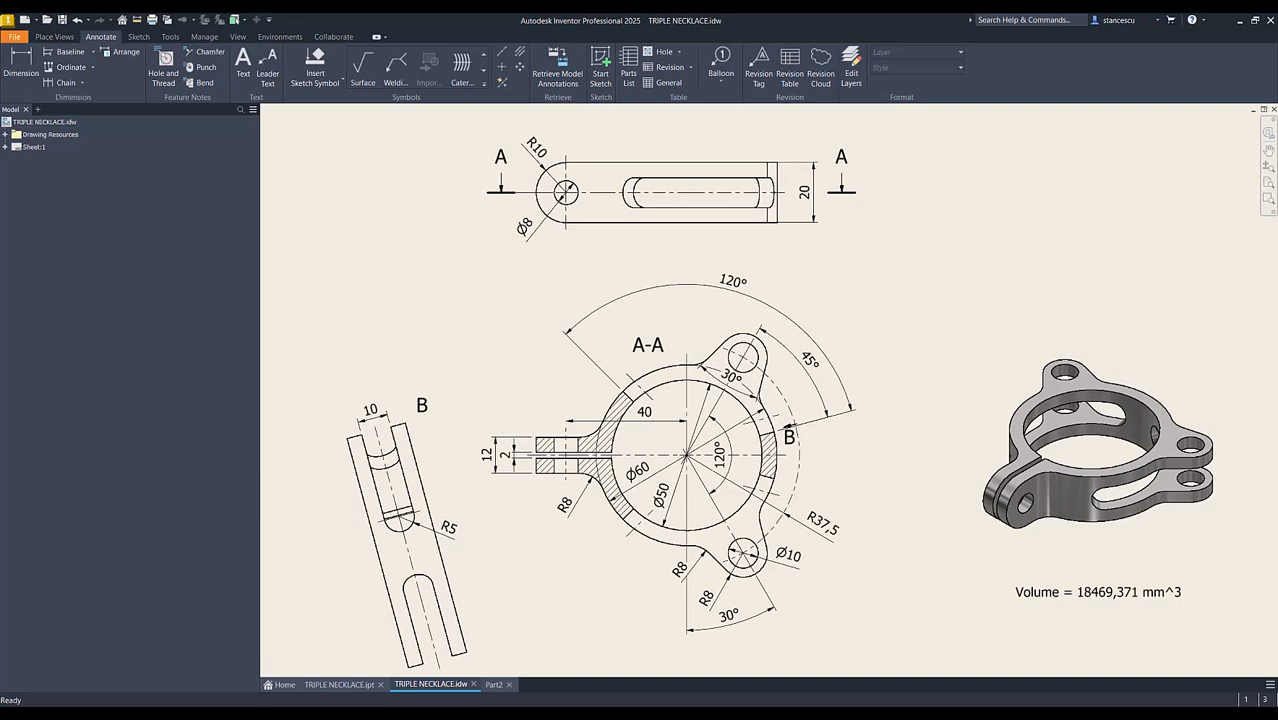 Autodesk Inventor Professional 2025 TRIPLE NECKLACE.idw
Search Help & Commands...
stancescu
File Place Views Annotate Sketch Tools Manage View Environments Collaborate
Dimension
Baseline
Ordinate
Chain
Arrange
Dimension
Hole and Thread
Chamfer
Punch
Bend
Feature Notes
Text
Leader Text
Text
Insert Sketch Symbol
Surface
Weldi...
Impor...
Cater...
Symbols
Retrieve Model Annotations
Retrieve
Start Sketch
Sketch
Parts List
Hole
Revision
General
Table
Balloon
Revision Tag
Revision Table
Revision Cloud
Revision
Edit Layers
Layer
Style
Format
Model
TRIPLE NECKLACE.idw
Drawing Resources
Sheet:1
A
A
R10
Ø8
20
120°
A-A
45°
30°
40
B
12
2
120°
Ø60
Ø50
R8
R37,5
Ø10
R8
R8
30°
10
B
R5
Volume = 18469,371 mm^3
Home TRIPLE NECKLACE.ipt TRIPLE NECKLACE.idw Part2
Ready
1 3